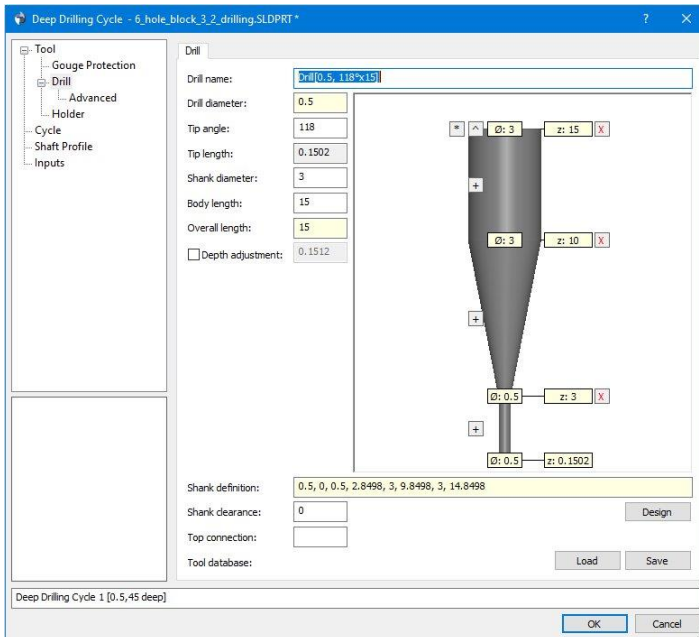 Deep Drilling Cycle - 6_hole_block_3_2_drilling.SLDPRT *
? X
Tool
Gouge Protection
Drill
Advanced
Holder
Cycle
Shaft Profile
Inputs
Drill
Drill name: Drill[0.5, 118°x15]
Drill diameter: 0.5
Tip angle: 118
Tip length: 0.1502
Shank diameter: 3
Body length: 15
Overall length: 15
Depth adjustment: 0.1512
* ^ Ø: 3 z: 15 X
+
Ø: 3 z: 10 X
+
Ø: 0.5 z: 3 X
+
Ø: 0.5 z: 0.1502
Shank definition: 0.5, 0, 0.5, 2.8498, 3, 9.8498, 3, 14.8498
Shank clearance: 0 Design
Top connection:
Tool database: Load Save
Deep Drilling Cycle 1 [0.5,45 deep]
OK Cancel